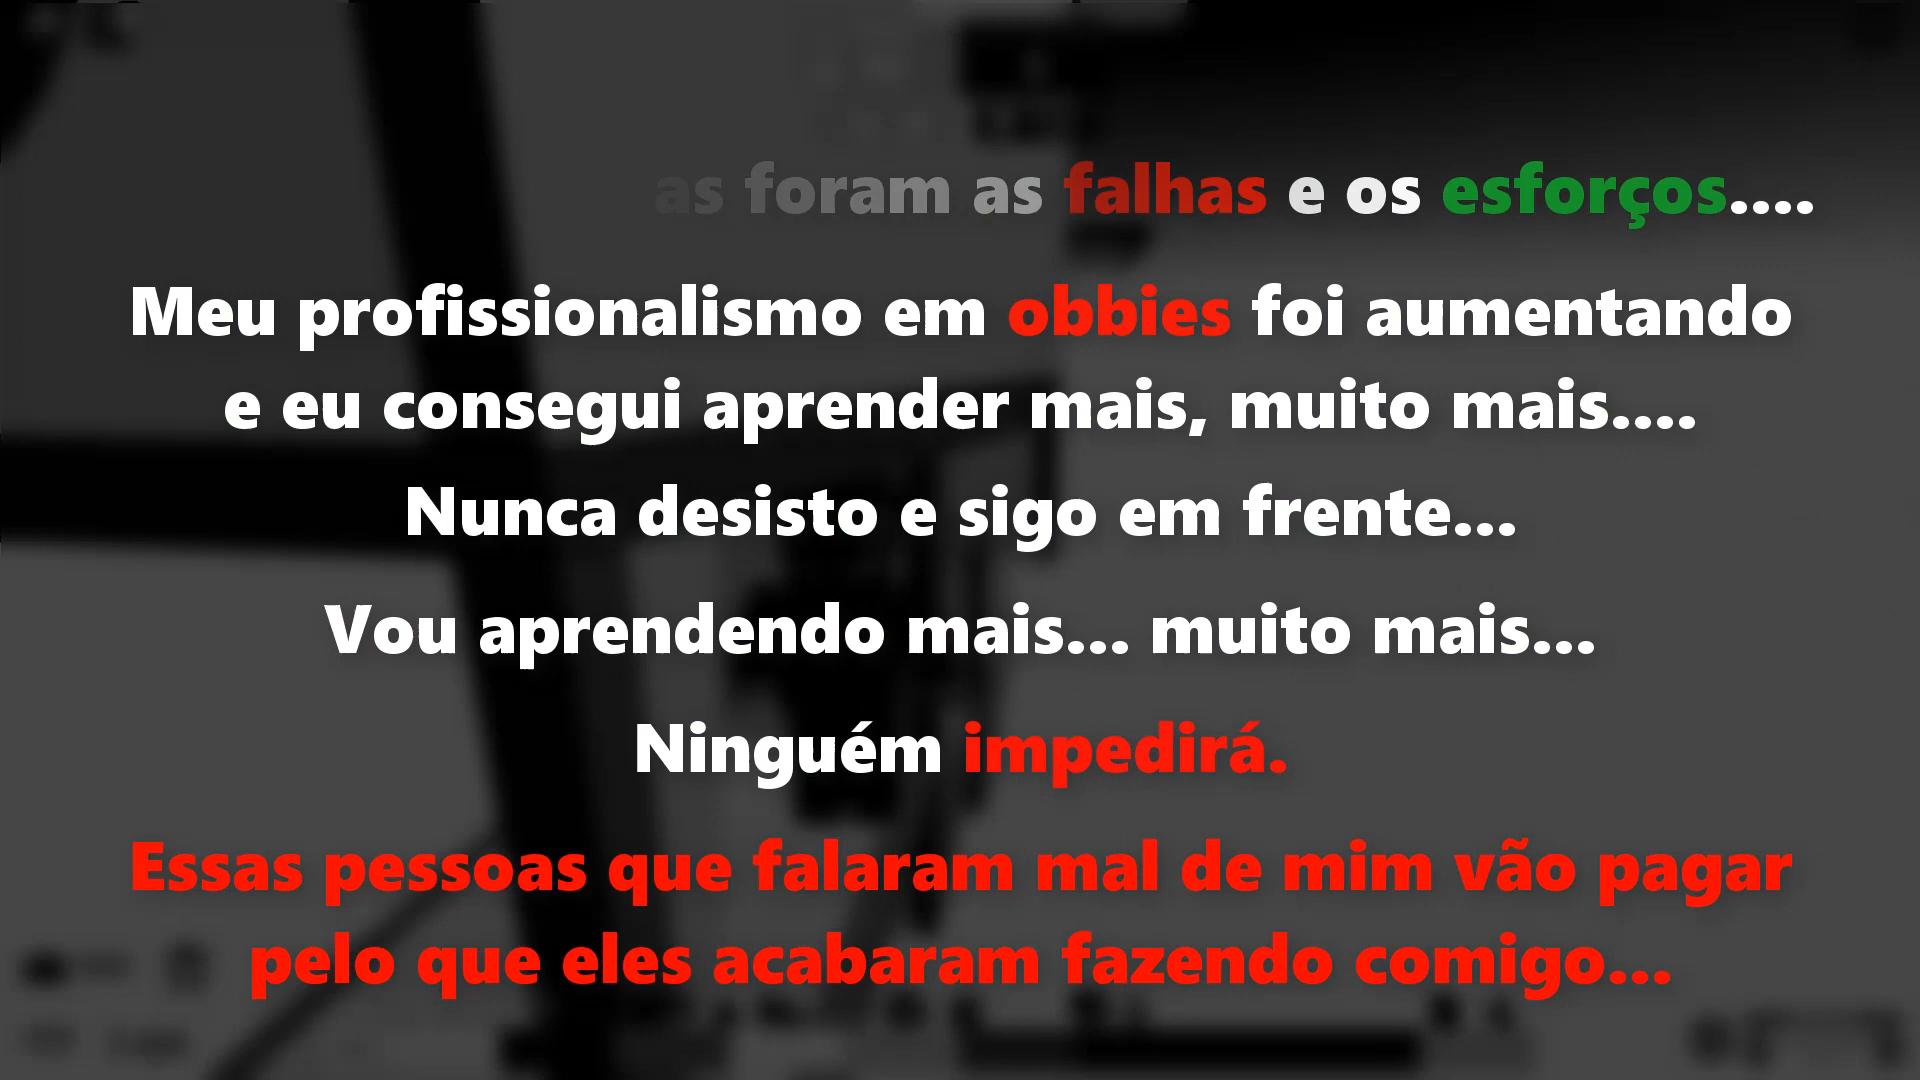 as foram as falhas e os esforços....
Meu profissionalismo em obbies foi aumentando
e eu consegui aprender mais, muito mais....
Nunca desisto e sigo em frente...
Vou aprendendo mais... muito mais...
Ninguém impedirá.
Essas pessoas que falaram mal de mim vão pagar
pelo que eles acabaram fazendo comigo...